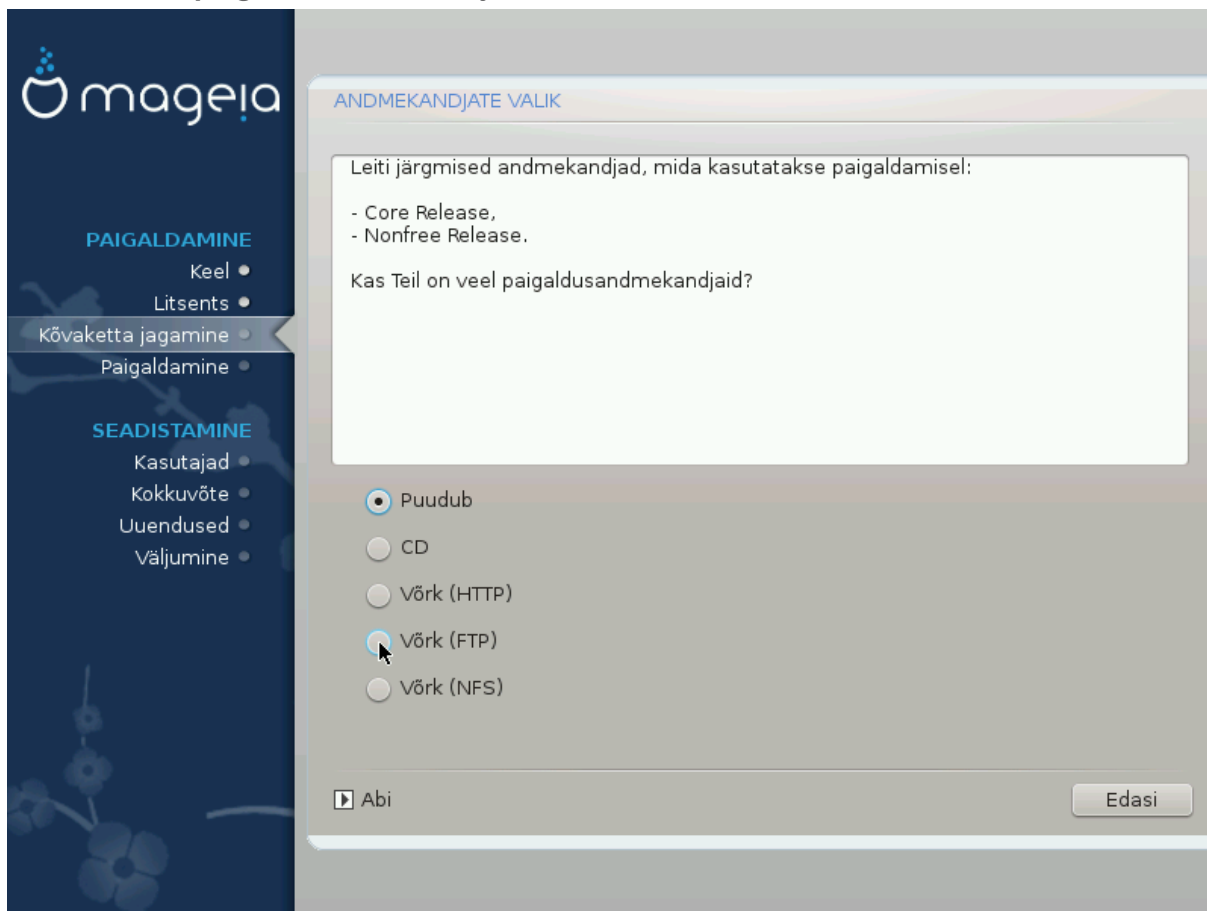 mageia
ANDMEKANDJATE VALIK
Leiti järgmised andmekandjad, mida kasutatakse paigaldamisel:
- Core Release,
- Nonfree Release.
Kas Teil on veel paigaldusandmekandjaid?
PAIGALDAMINE
Keel
Litsents
Kõvaketta jagamine
Paigaldamine
SEADISTAMINE
Kasutajad
Kokkuvõte
Uuendused
Väljumine
Puudub
CD
Võrk (HTTP)
Võrk (FTP)
Võrk (NFS)
Abi
Edasi